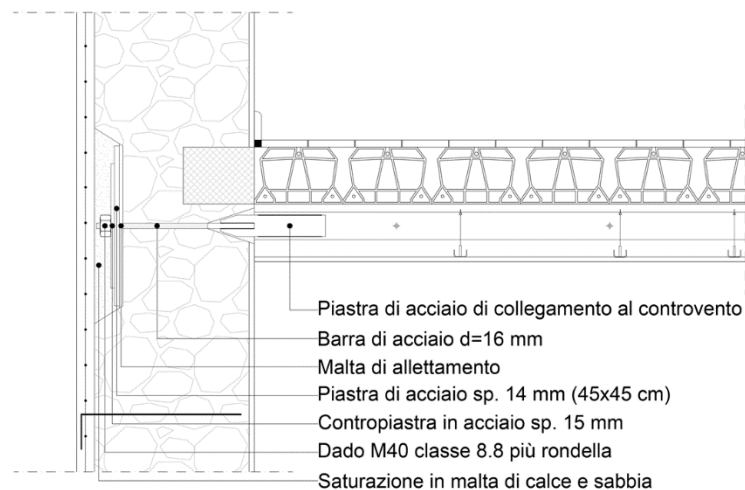 Piastra di acciaio di collegamento al controvento
Barra di acciaio d=16 mm
Malta di allettamento
Piastra di acciaio sp. 14 mm (45x45 cm)
Contropiastra in acciaio sp. 15 mm
Dado M40 classe 8.8 più rondella
Saturazione in malta di calce e sabbia